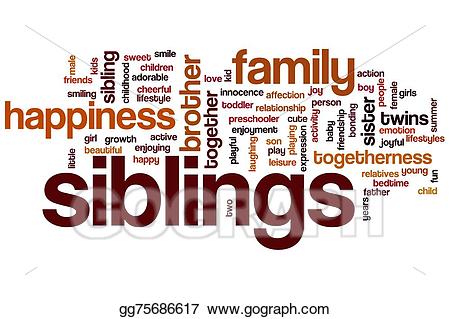 male
friends
kids
sibling
sweet
smile
children
adorable
childhood
smiling
cheerful
lifestyle
happiness
brother
love
kid
family
action
boy
people
female
girls
innocence
affection
joy
toddler
relationship
person
together
preschooler
cute
enjoyment
playing
expression
activity
baby
friendship
bonding
sister
twins
emotion
summer
joyful
lifestyles
girl
growth
active
enjoying
beautiful
happy
little
playful
laughing
son
play
leisure
togetherness
relatives
young
fun
bedtime
father
child
years
two
siblings
© GraphicStock
gg75686617 www.gograph.com